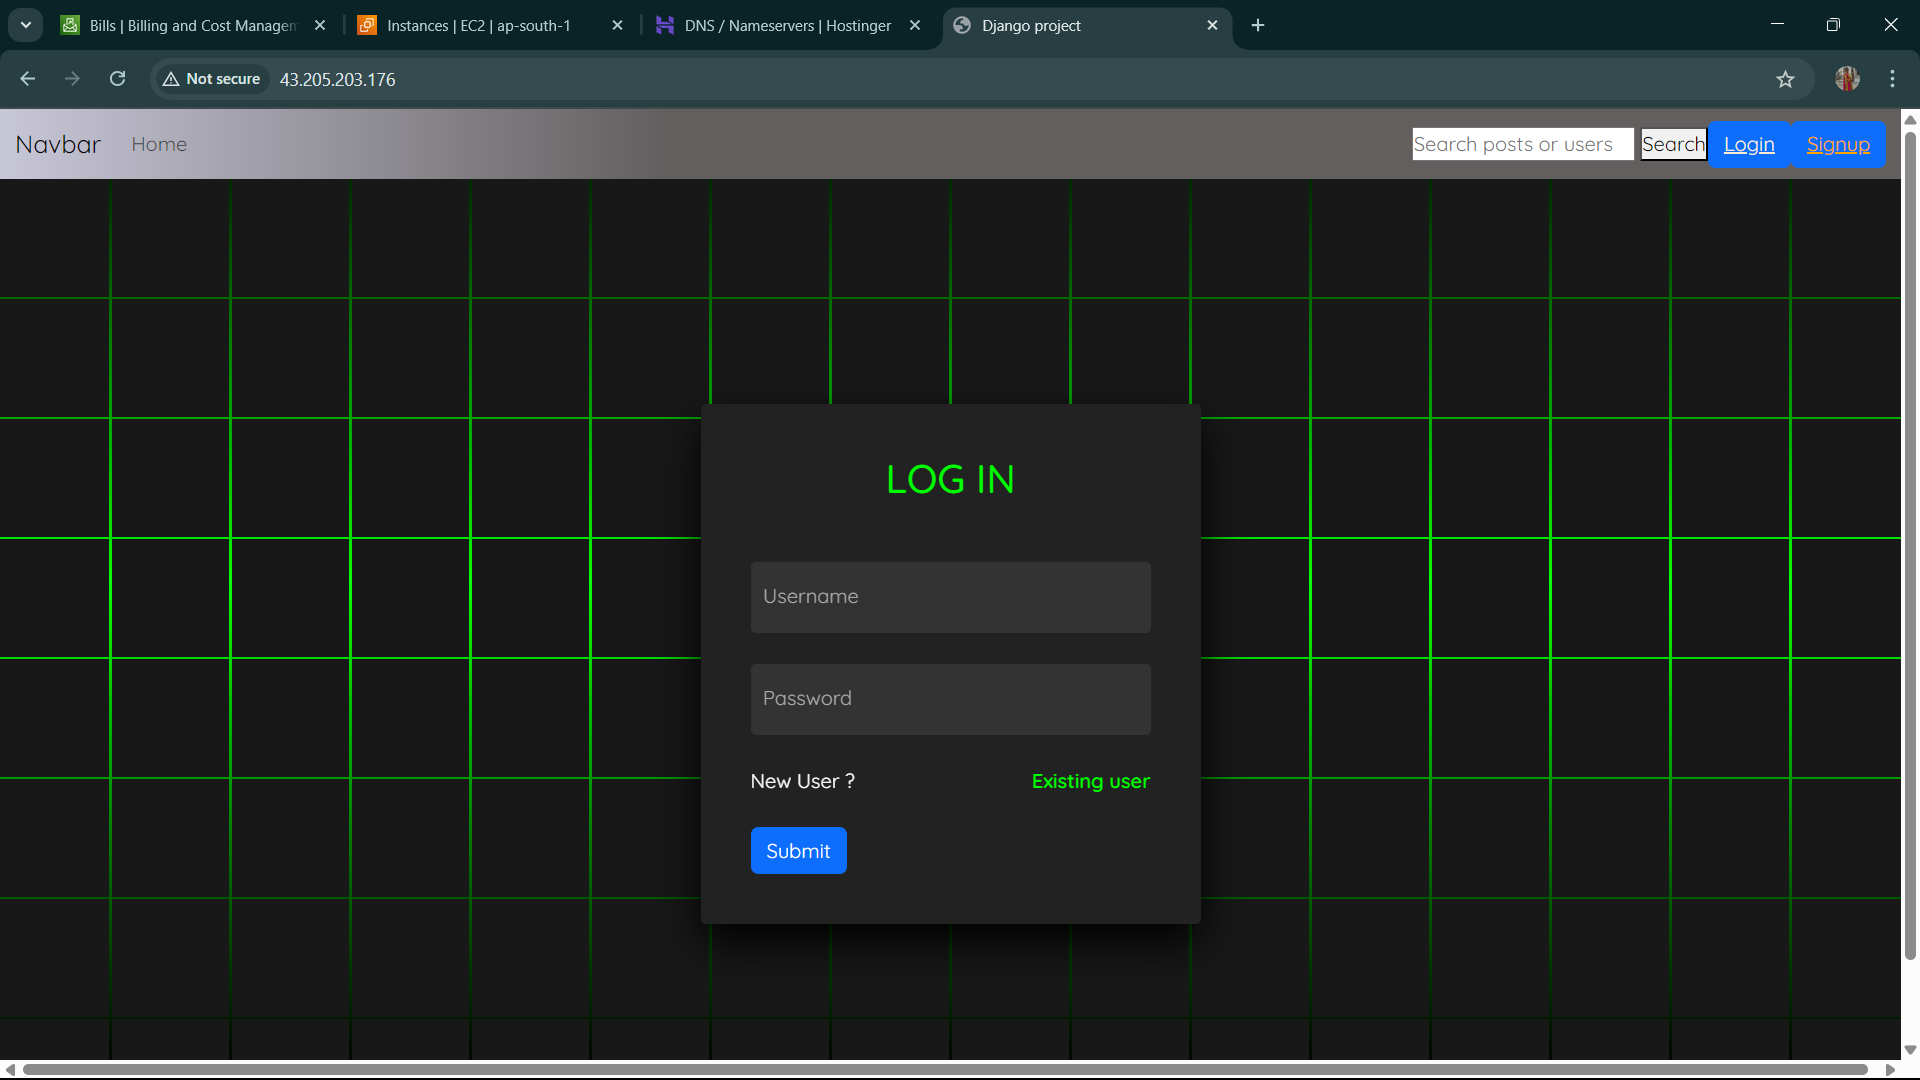 Bills | Billing and Cost Managem
Instances | EC2 | ap-south-1
DNS / Nameservers | Hostinger
Django project
Not secure
43.205.203.176
Navbar
Home
Search posts or users
Search
Login
Signup
LOG IN
Username
Password
New User ?
Existing user
Submit